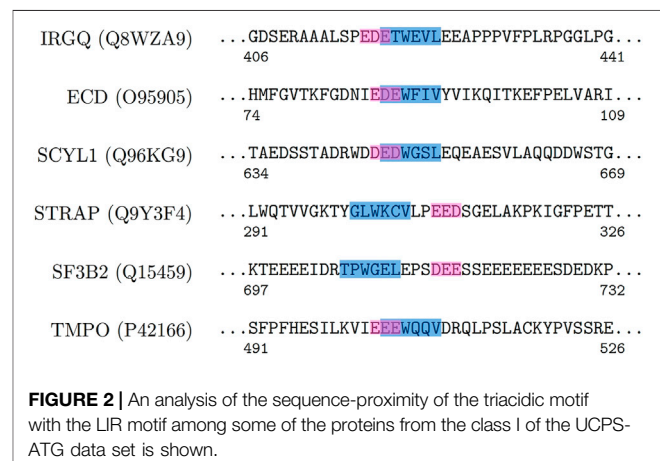 IRGQ (Q8WZA9) ...GDSERAAALSPEDETWEVLEEAPPPVFPLRPGGLPG...
406 441
ECD (O95905) ...HMFGVTKFGDNIEDEWFIVYVIKQITKEFPELVARI...
74 109
SCYL1 (Q96KG9) ...TAEDSSTADRWDDEDWGSLEQEAESVLAQQDDWSTG...
634 669
STRAP (Q9Y3F4) ...LWQTVVGKTYGLWKCVLPEEDSGELAKPKIGFPETT...
291 326
SF3B2 (Q15459) ...KTEEEEIDRTPWGELEPSDEESSEEEEEEESDEDKP...
697 732
TMPO (P42166) ...SFPFHESILKVIEEEWQQVDRQLPSLACKYPVSSRE...
491 526
FIGURE 2 | An analysis of the sequence-proximity of the triacidic motif
with the LIR motif among some of the proteins from the class I of the UCPS-
ATG data set is shown.